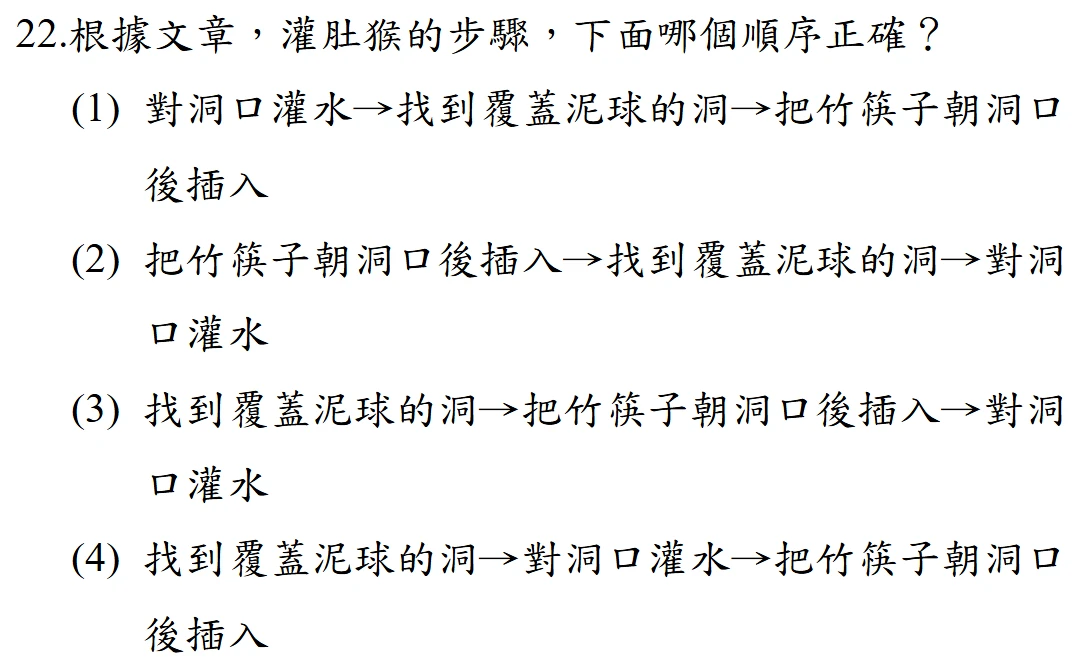 22.根據文章，灌肚猴的步驟，下面哪個順序正確？
(1) 對洞口灌水→找到覆蓋泥球的洞→把竹筷子朝洞口
後插入
(2) 把竹筷子朝洞口後插入→找到覆蓋泥球的洞→對洞
口灌水
(3) 找到覆蓋泥球的洞→把竹筷子朝洞口後插入→對洞
口灌水
(4) 找到覆蓋泥球的洞→對洞口灌水→把竹筷子朝洞口
後插入